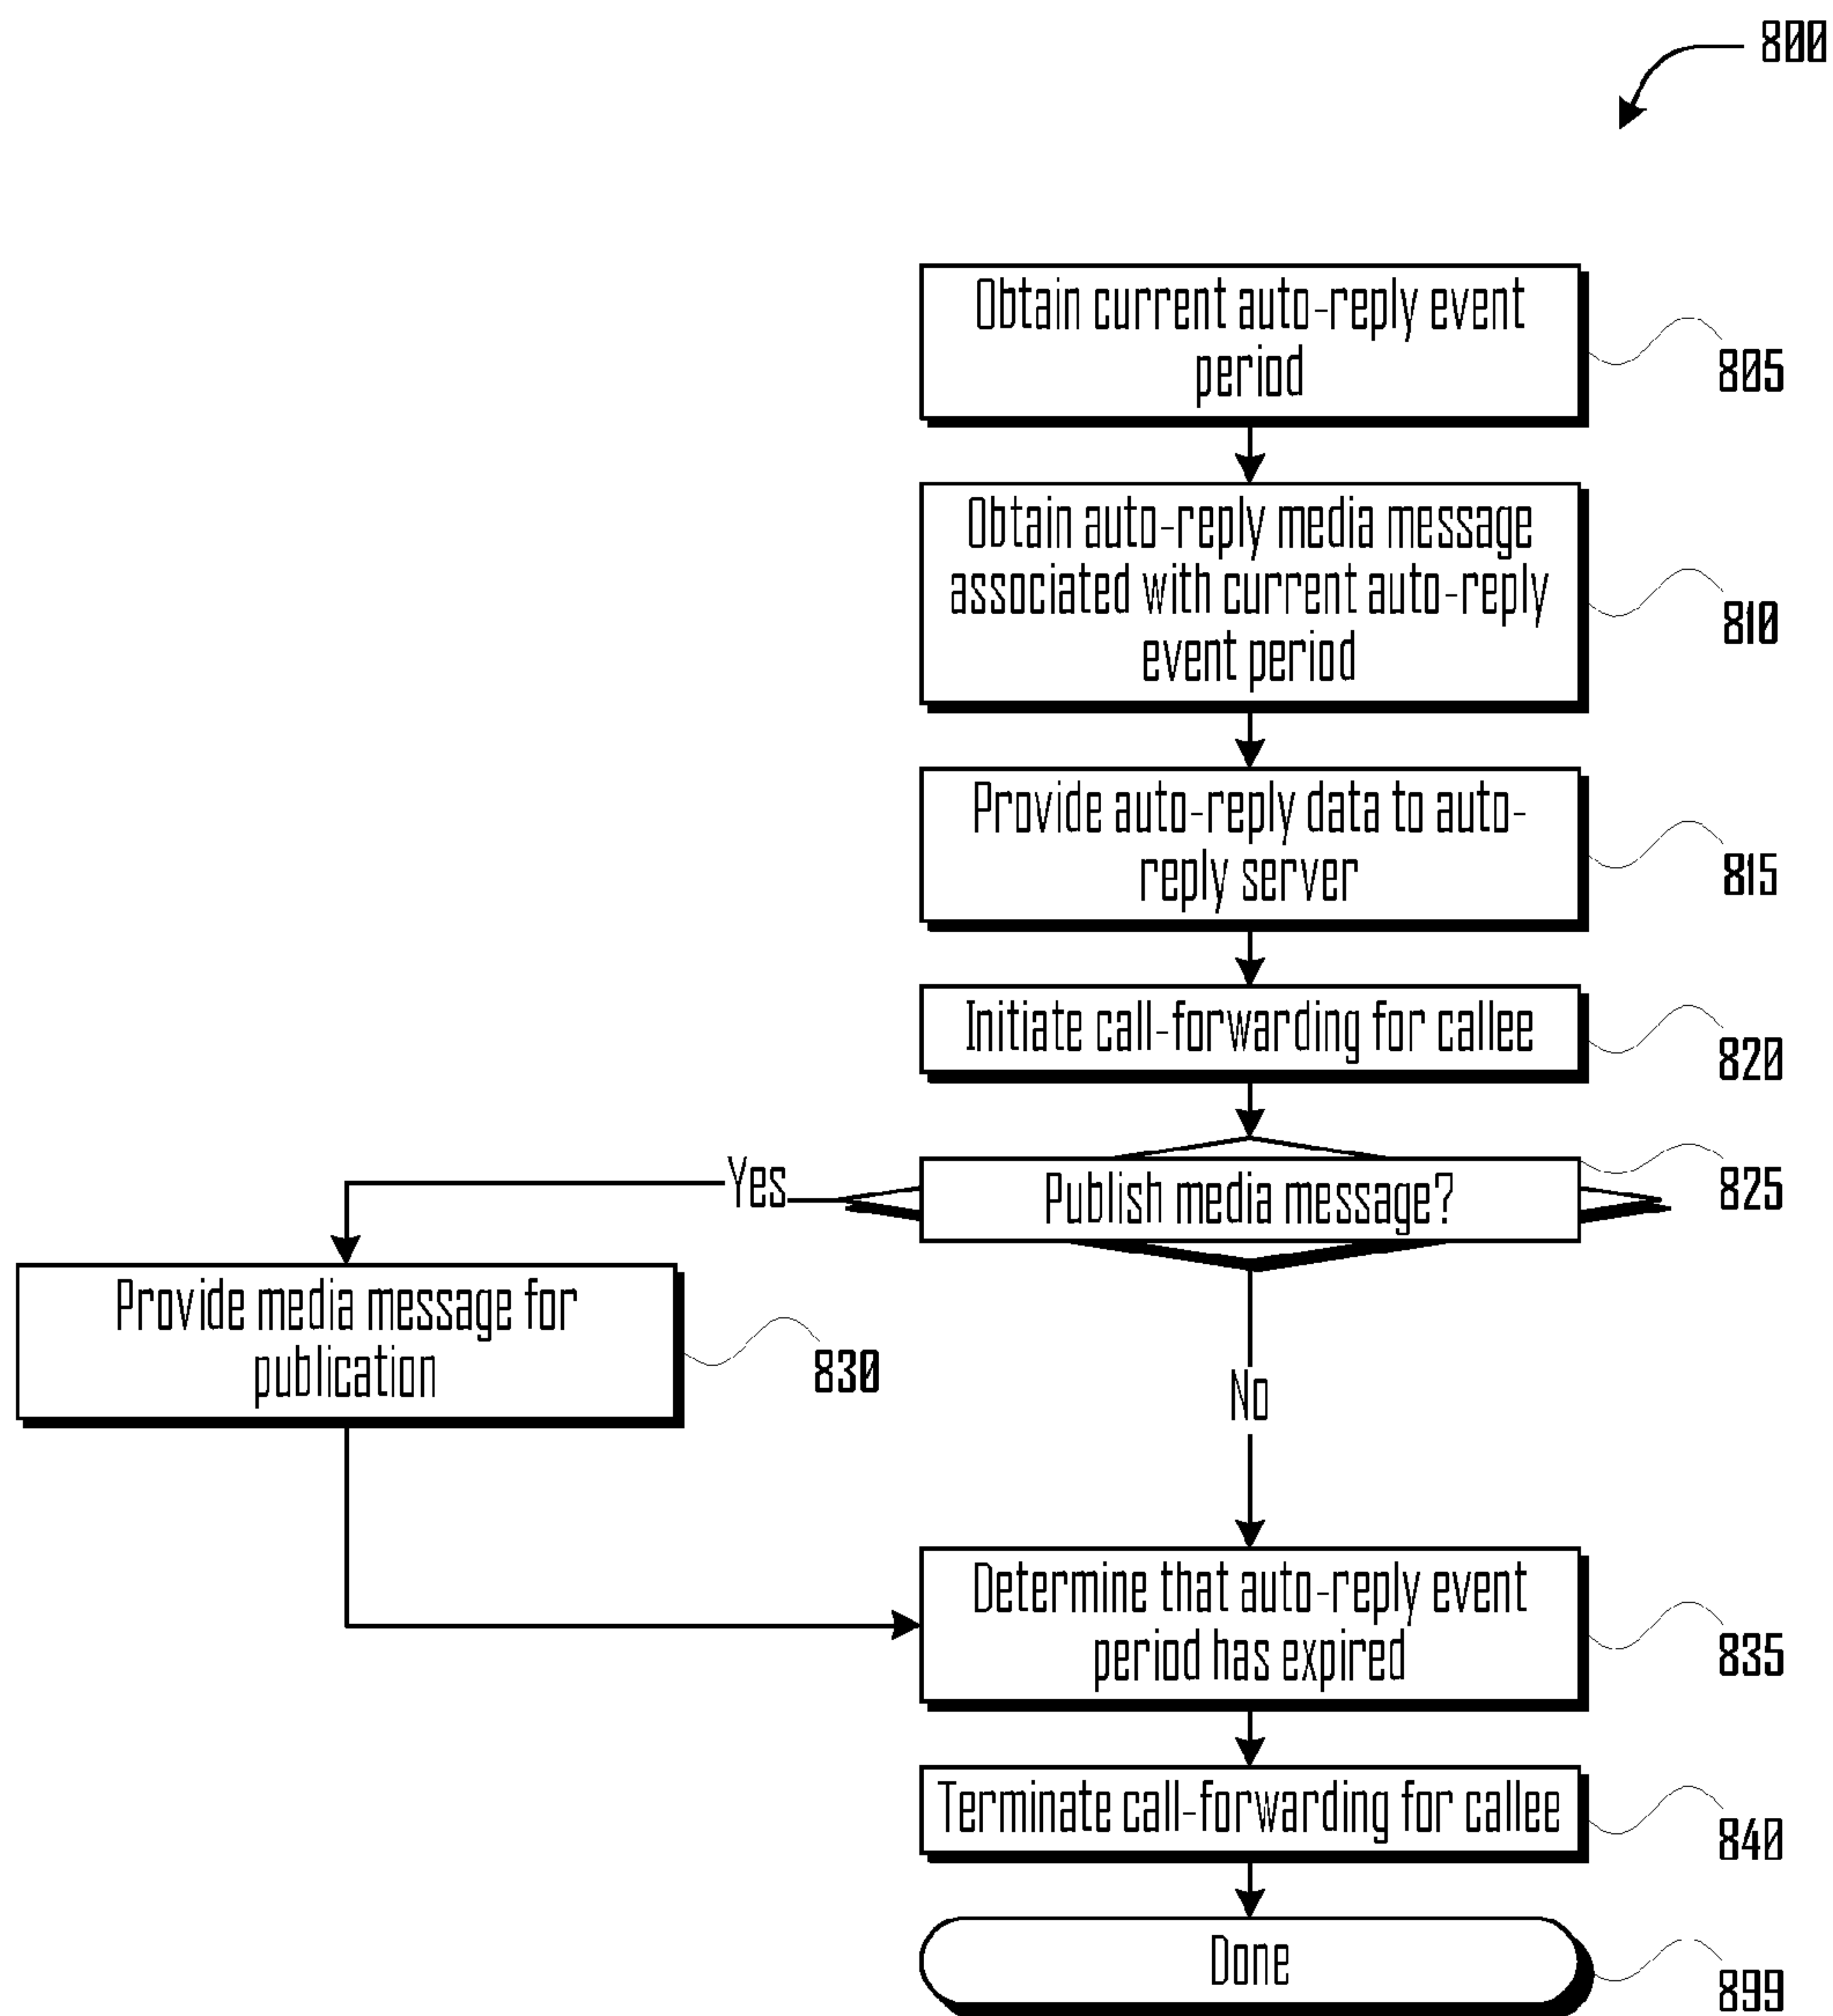 800
Obtain current auto-reply event
period
805
Obtain auto-reply media message
associated with current auto-reply
event period
810
Provide auto-reply data to auto-
reply server
815
Initiate call-forwarding for callee
820
Publish media message?
825
Yes
Provide media message for
publication
830
No
Determine that auto-reply event
period has expired
835
Terminate call-forwarding for callee
840
Done
899